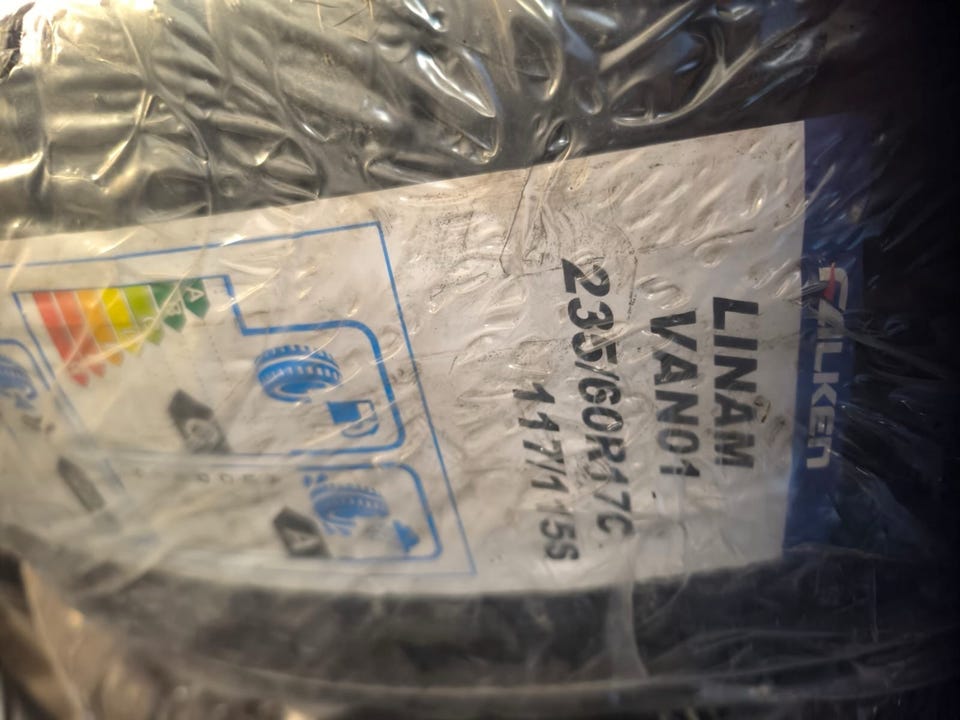 FALKEN
LINAM
VAN01
235/60R17C
117/115S
A
B
C
A